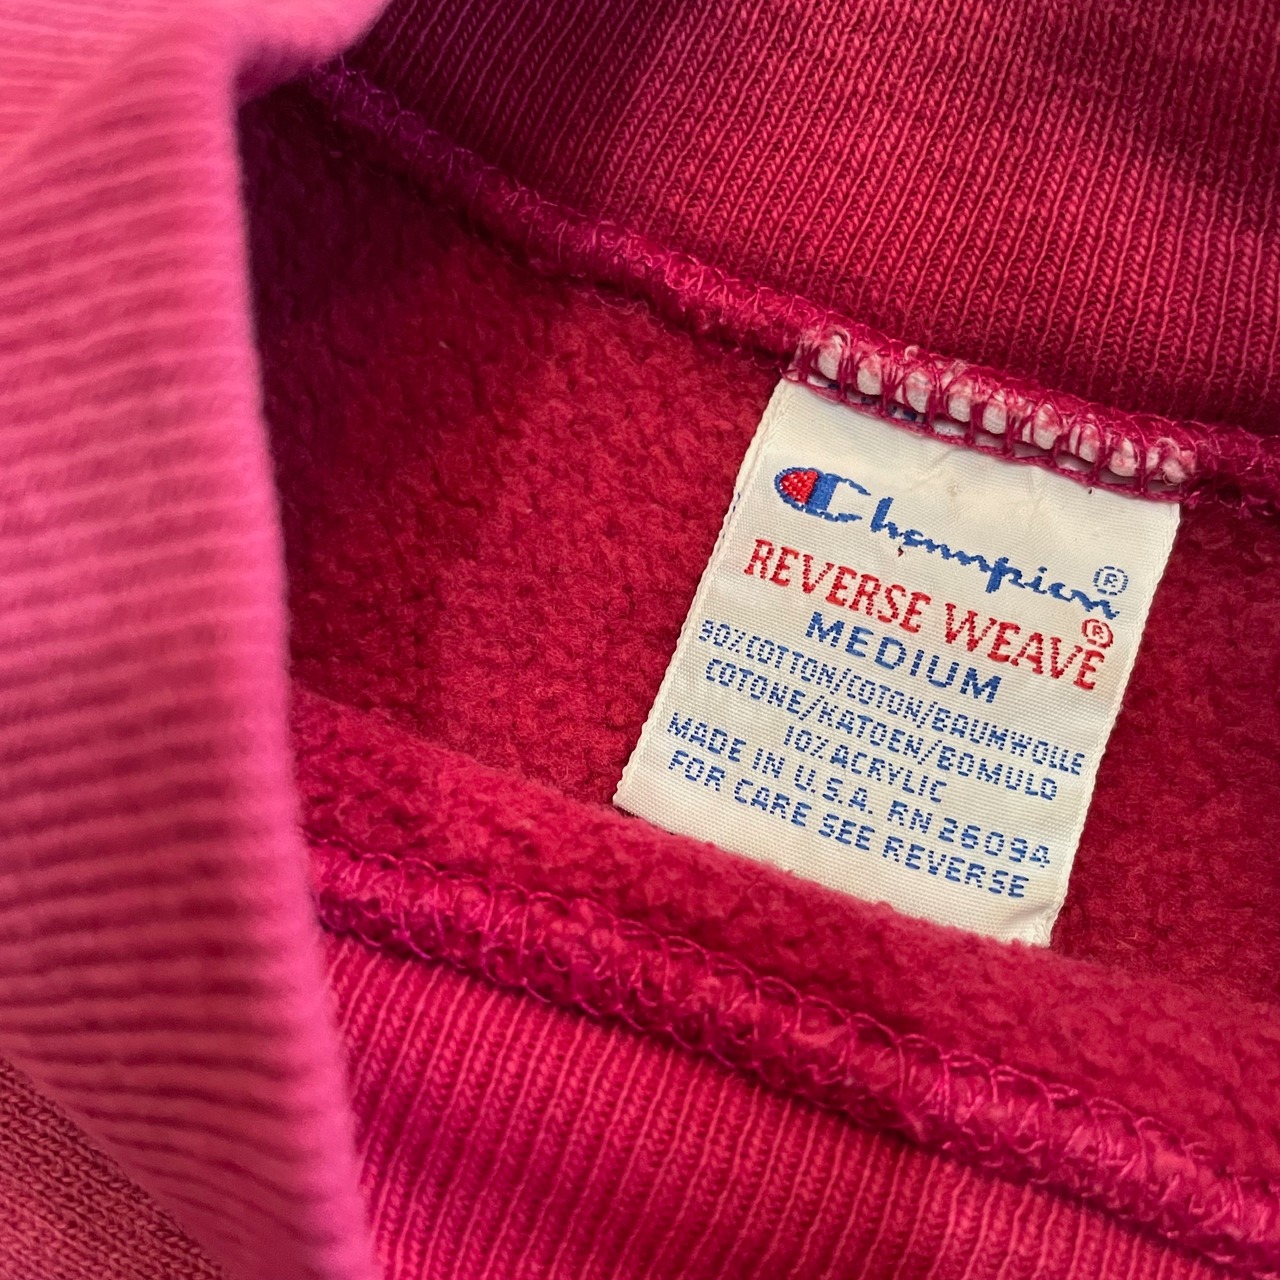 Champion®
REVERSE WEAVE®
MEDIUM
90%COTTON/COTON/BAUMWOLLE
COTONE/KATOEN/BOMULD
10%ACRYLIC
MADE IN U.S.A. RN 26094
FOR CARE SEE REVERSE